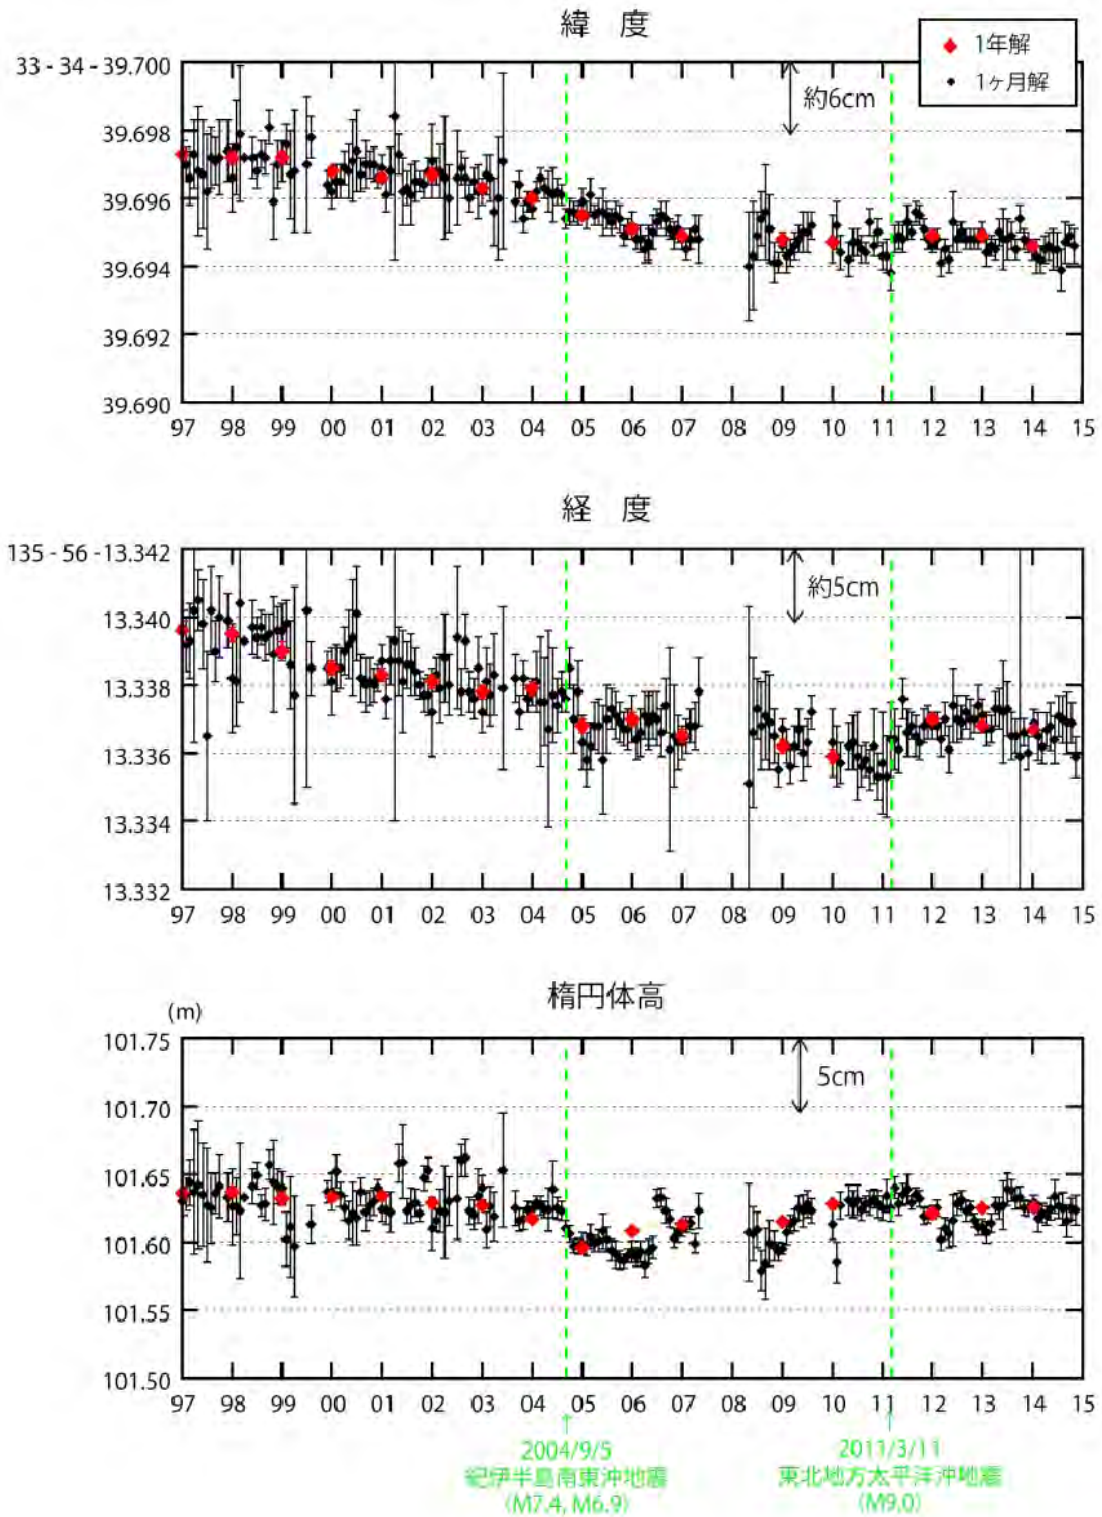 緯 度
1年解
1ヶ月解
33 - 34 - 39.700
39.698
39.696
39.694
39.692
39.690
約6cm
97 98 99 00 01 02 03 04 05 06 07 08 09 10 11 12 13 14 15
経 度
135 - 56 - 13.342
13.340
13.338
13.336
13.334
13.332
約5cm
97 98 99 00 01 02 03 04 05 06 07 08 09 10 11 12 13 14 15
楕円体高
(m)
101.75
101.70
101.65
101.60
101.55
101.50
5cm
97 98 99 00 01 02 03 04 05 06 07 08 09 10 11 12 13 14 15
2004/9/5
紀伊半島南東沖地震
(M7.4, M6.9)
2011/3/11
東北地方太平洋沖地震
(M9.0)